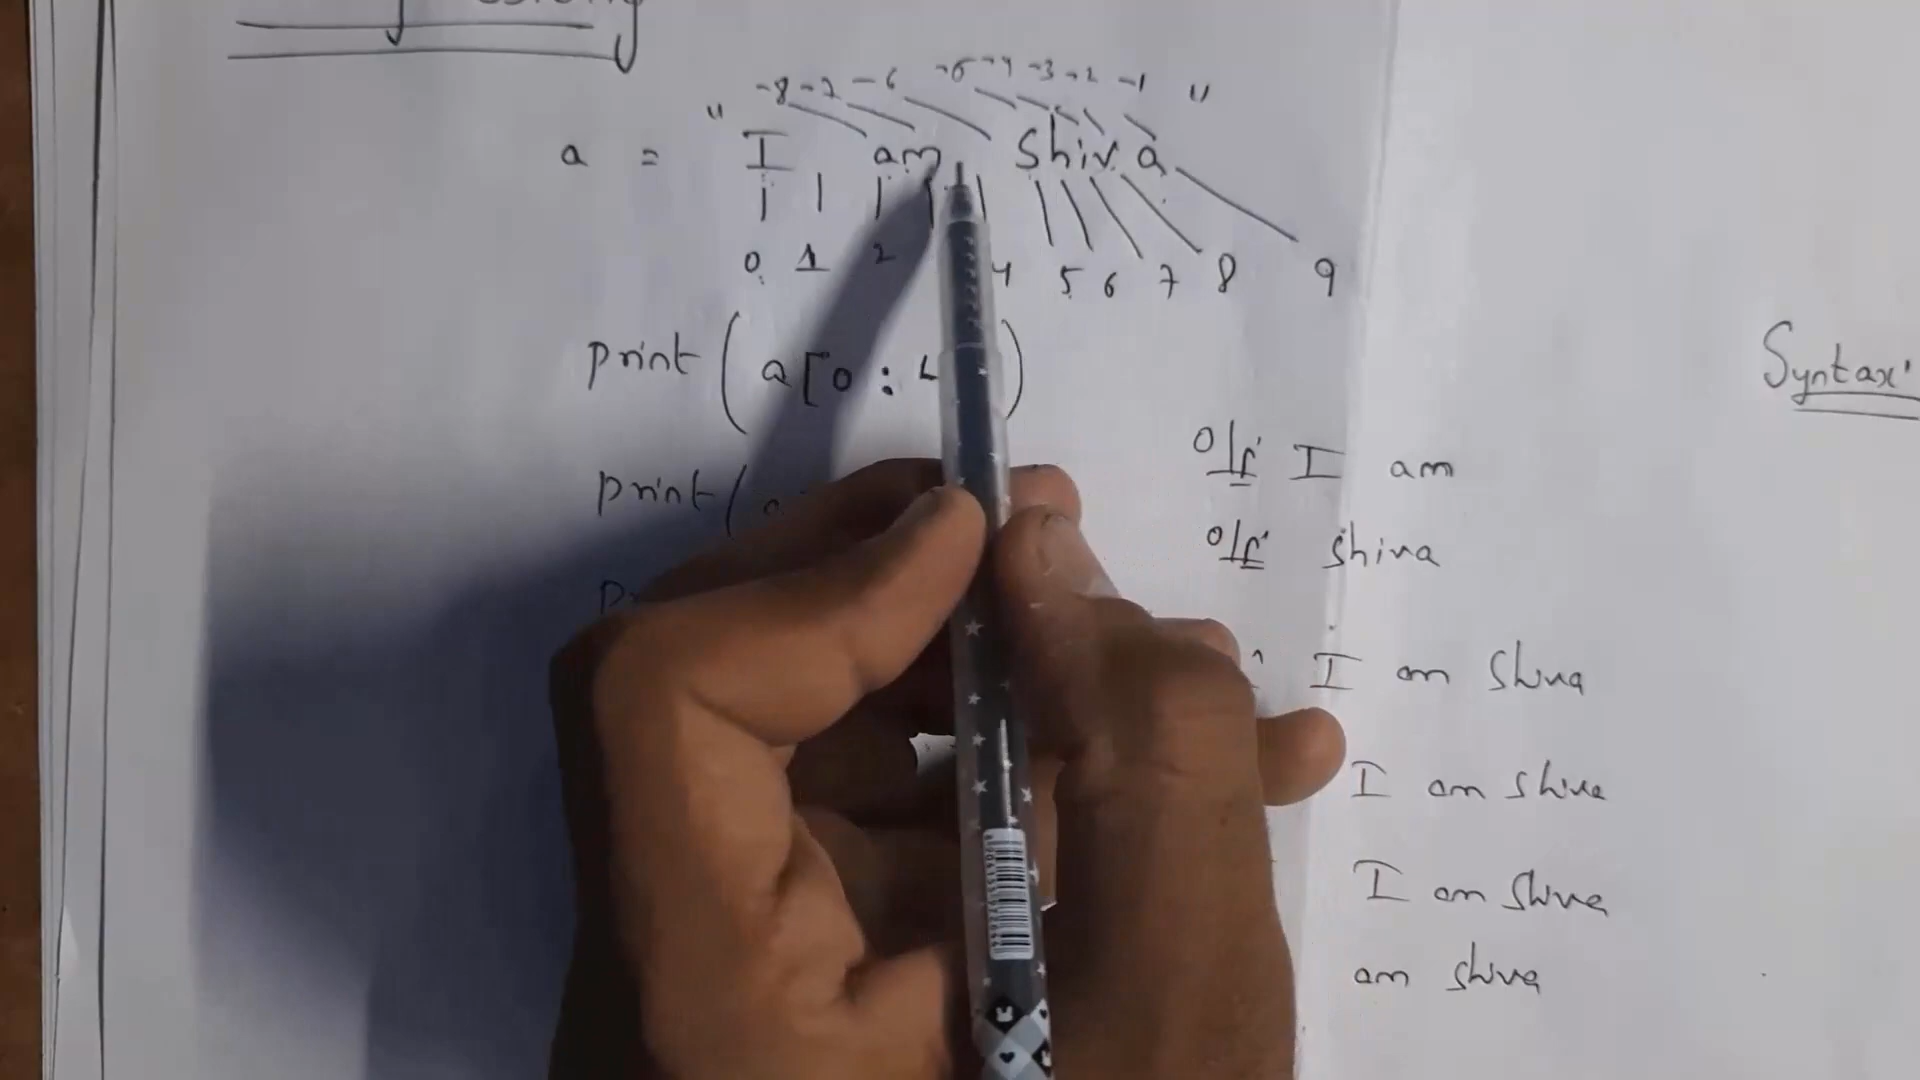 -8 -7 -6 -5 -4 -3 -2 -1
a = "I am Shiva"
0 1 2 4 5 6 7 8 9
print(a[0:4 )
Syntax:
O/P: I am
print(a
O/P: Shiva
I am Shiva
I am Shiva
I am Shiva
am Shiva